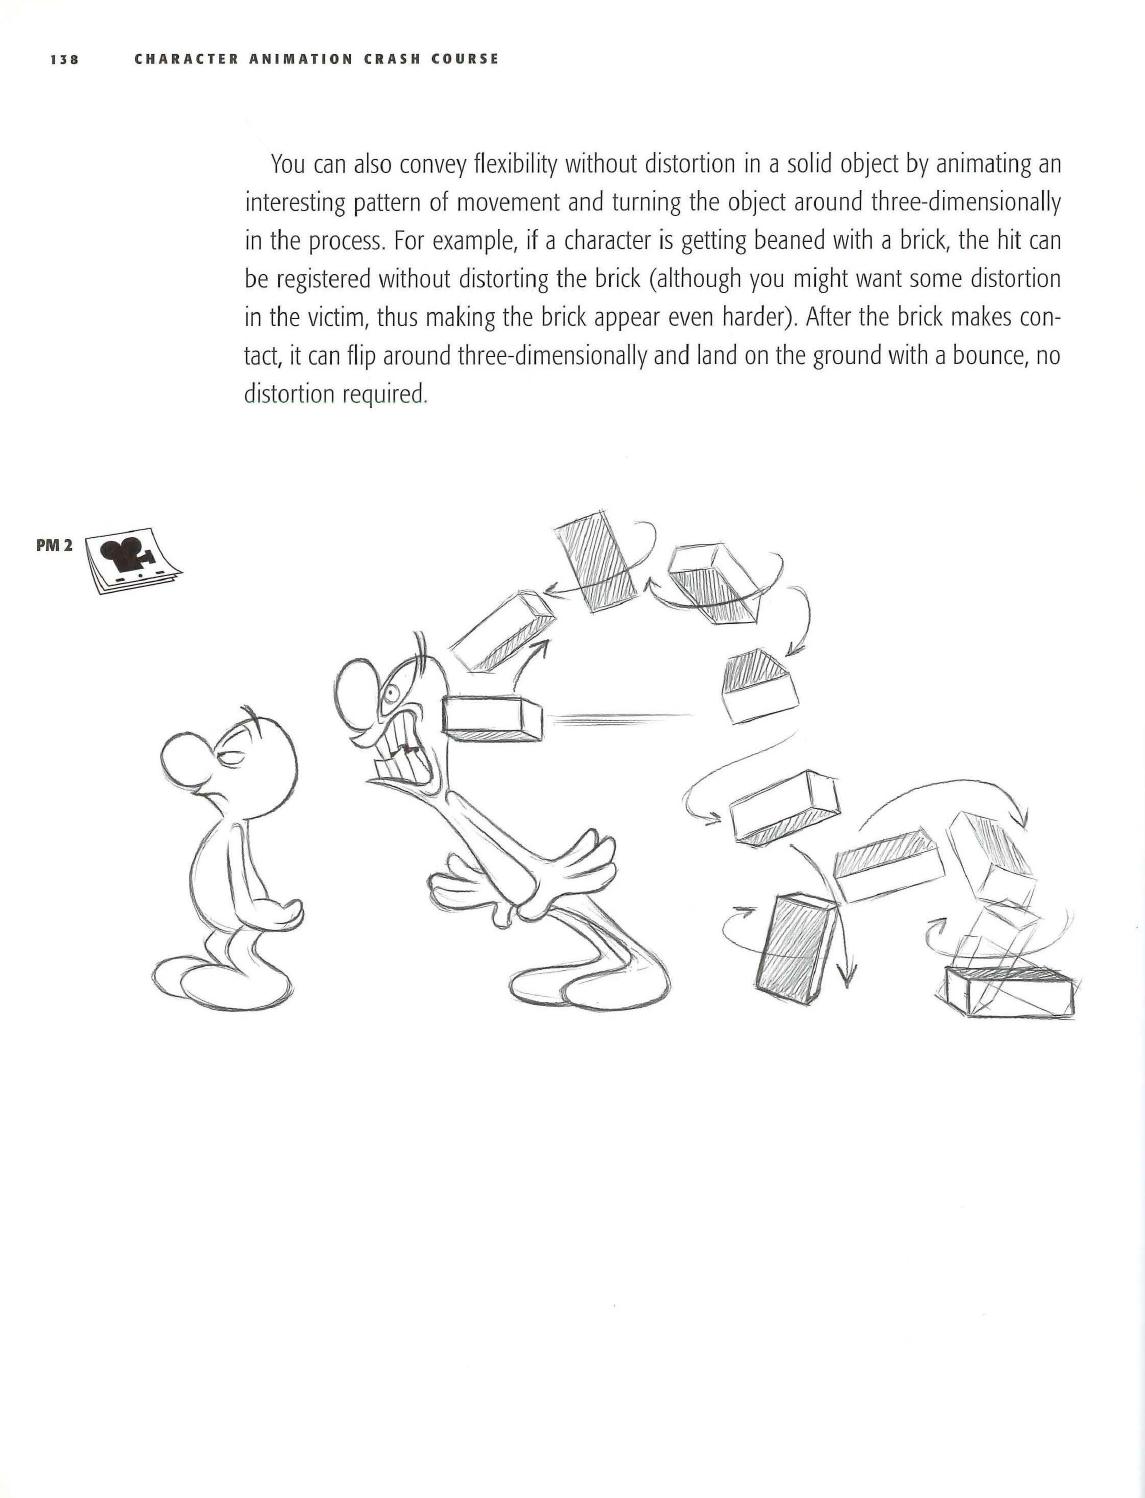 138 CHARACTER ANIMATION CRASH COURSE
You can also convey flexibility without distortion in a solid object by animating an
interesting pattern of movement and turning the object around three-dimensionally
in the process. For example, if a character is getting beaned with a brick, the hit can
be registered without distorting the brick (although you might want some distortion
in the victim, thus making the brick appear even harder). After the brick makes con-
tact, it can flip around three-dimensionally and land on the ground with a bounce, no
distortion required.
PM 2